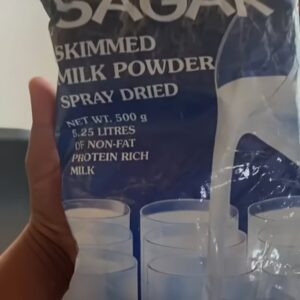 SAGAR
SKIMMED
MILK POWDER
SPRAY DRIED
NET WT. 500 g
5.25 LITRES
OF NON-FAT
PROTEIN RICH
MILK